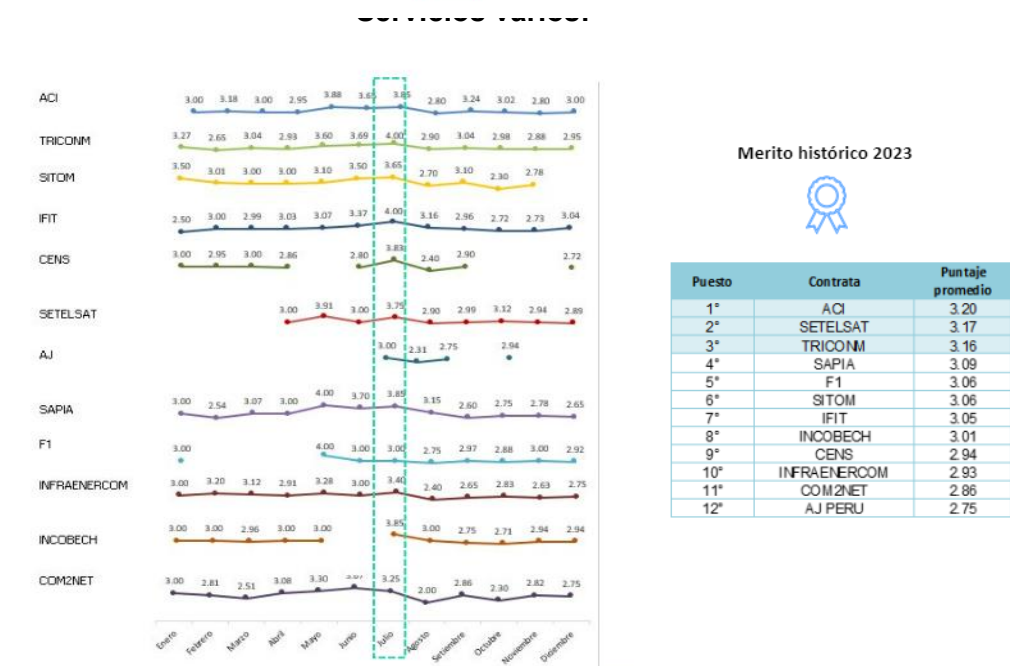 Servicios varios:
ACI 3.00 3.18 3.00 2.95 3.88 3.65 3.85 2.80 3.24 3.02 2.80 3.00
TRICONM 3.27 2.65 3.04 2.93 3.60 3.69 4.00 2.90 3.04 2.98 2.88 2.95
SITOM 3.50 3.01 3.00 3.00 3.10 3.50 3.65 2.70 3.10 2.30 2.78
IFIT 2.50 3.00 2.99 3.03 3.07 3.37 4.00 3.16 2.96 2.72 2.73 3.04
CENS 3.00 2.95 3.00 2.86 2.80 3.83 2.40 2.90 2.72
SETELSAT 3.00 3.91 3.00 3.75 2.90 2.99 3.12 2.94 2.89
AJ 3.00 2.31 2.75 2.94
SAPIA 3.00 2.54 3.07 3.00 4.00 3.70 3.85 3.15 2.60 2.75 2.78 2.65
F1 3.00 4.00 3.00 3.00 2.75 2.97 2.88 3.00 2.92
INFRAENERCOM 3.00 3.20 3.12 2.91 3.28 3.00 3.40 2.40 2.65 2.83 2.63 2.75
INCOBECH 3.00 3.00 2.96 3.00 3.00 3.85 3.00 2.75 2.71 2.94 2.94
COM2NET 3.00 2.81 2.51 3.08 3.30 3.25 2.00 2.86 2.30 2.82 2.75
Enero Febrero Marzo Abril Mayo Junio Julio Agosto Setiembre Octubre Noviembre Diciembre
Merito histórico 2023
Puesto Contrata Puntaje promedio
1° ACI 3.20
2° SETELSAT 3.17
3° TRICONM 3.16
4° SAPIA 3.09
5° F1 3.06
6° SITOM 3.06
7° IFIT 3.05
8° INCOBECH 3.01
9° CENS 2.94
10° INFRAENERCOM 2.93
11° COM2NET 2.86
12° AJ PERU 2.75